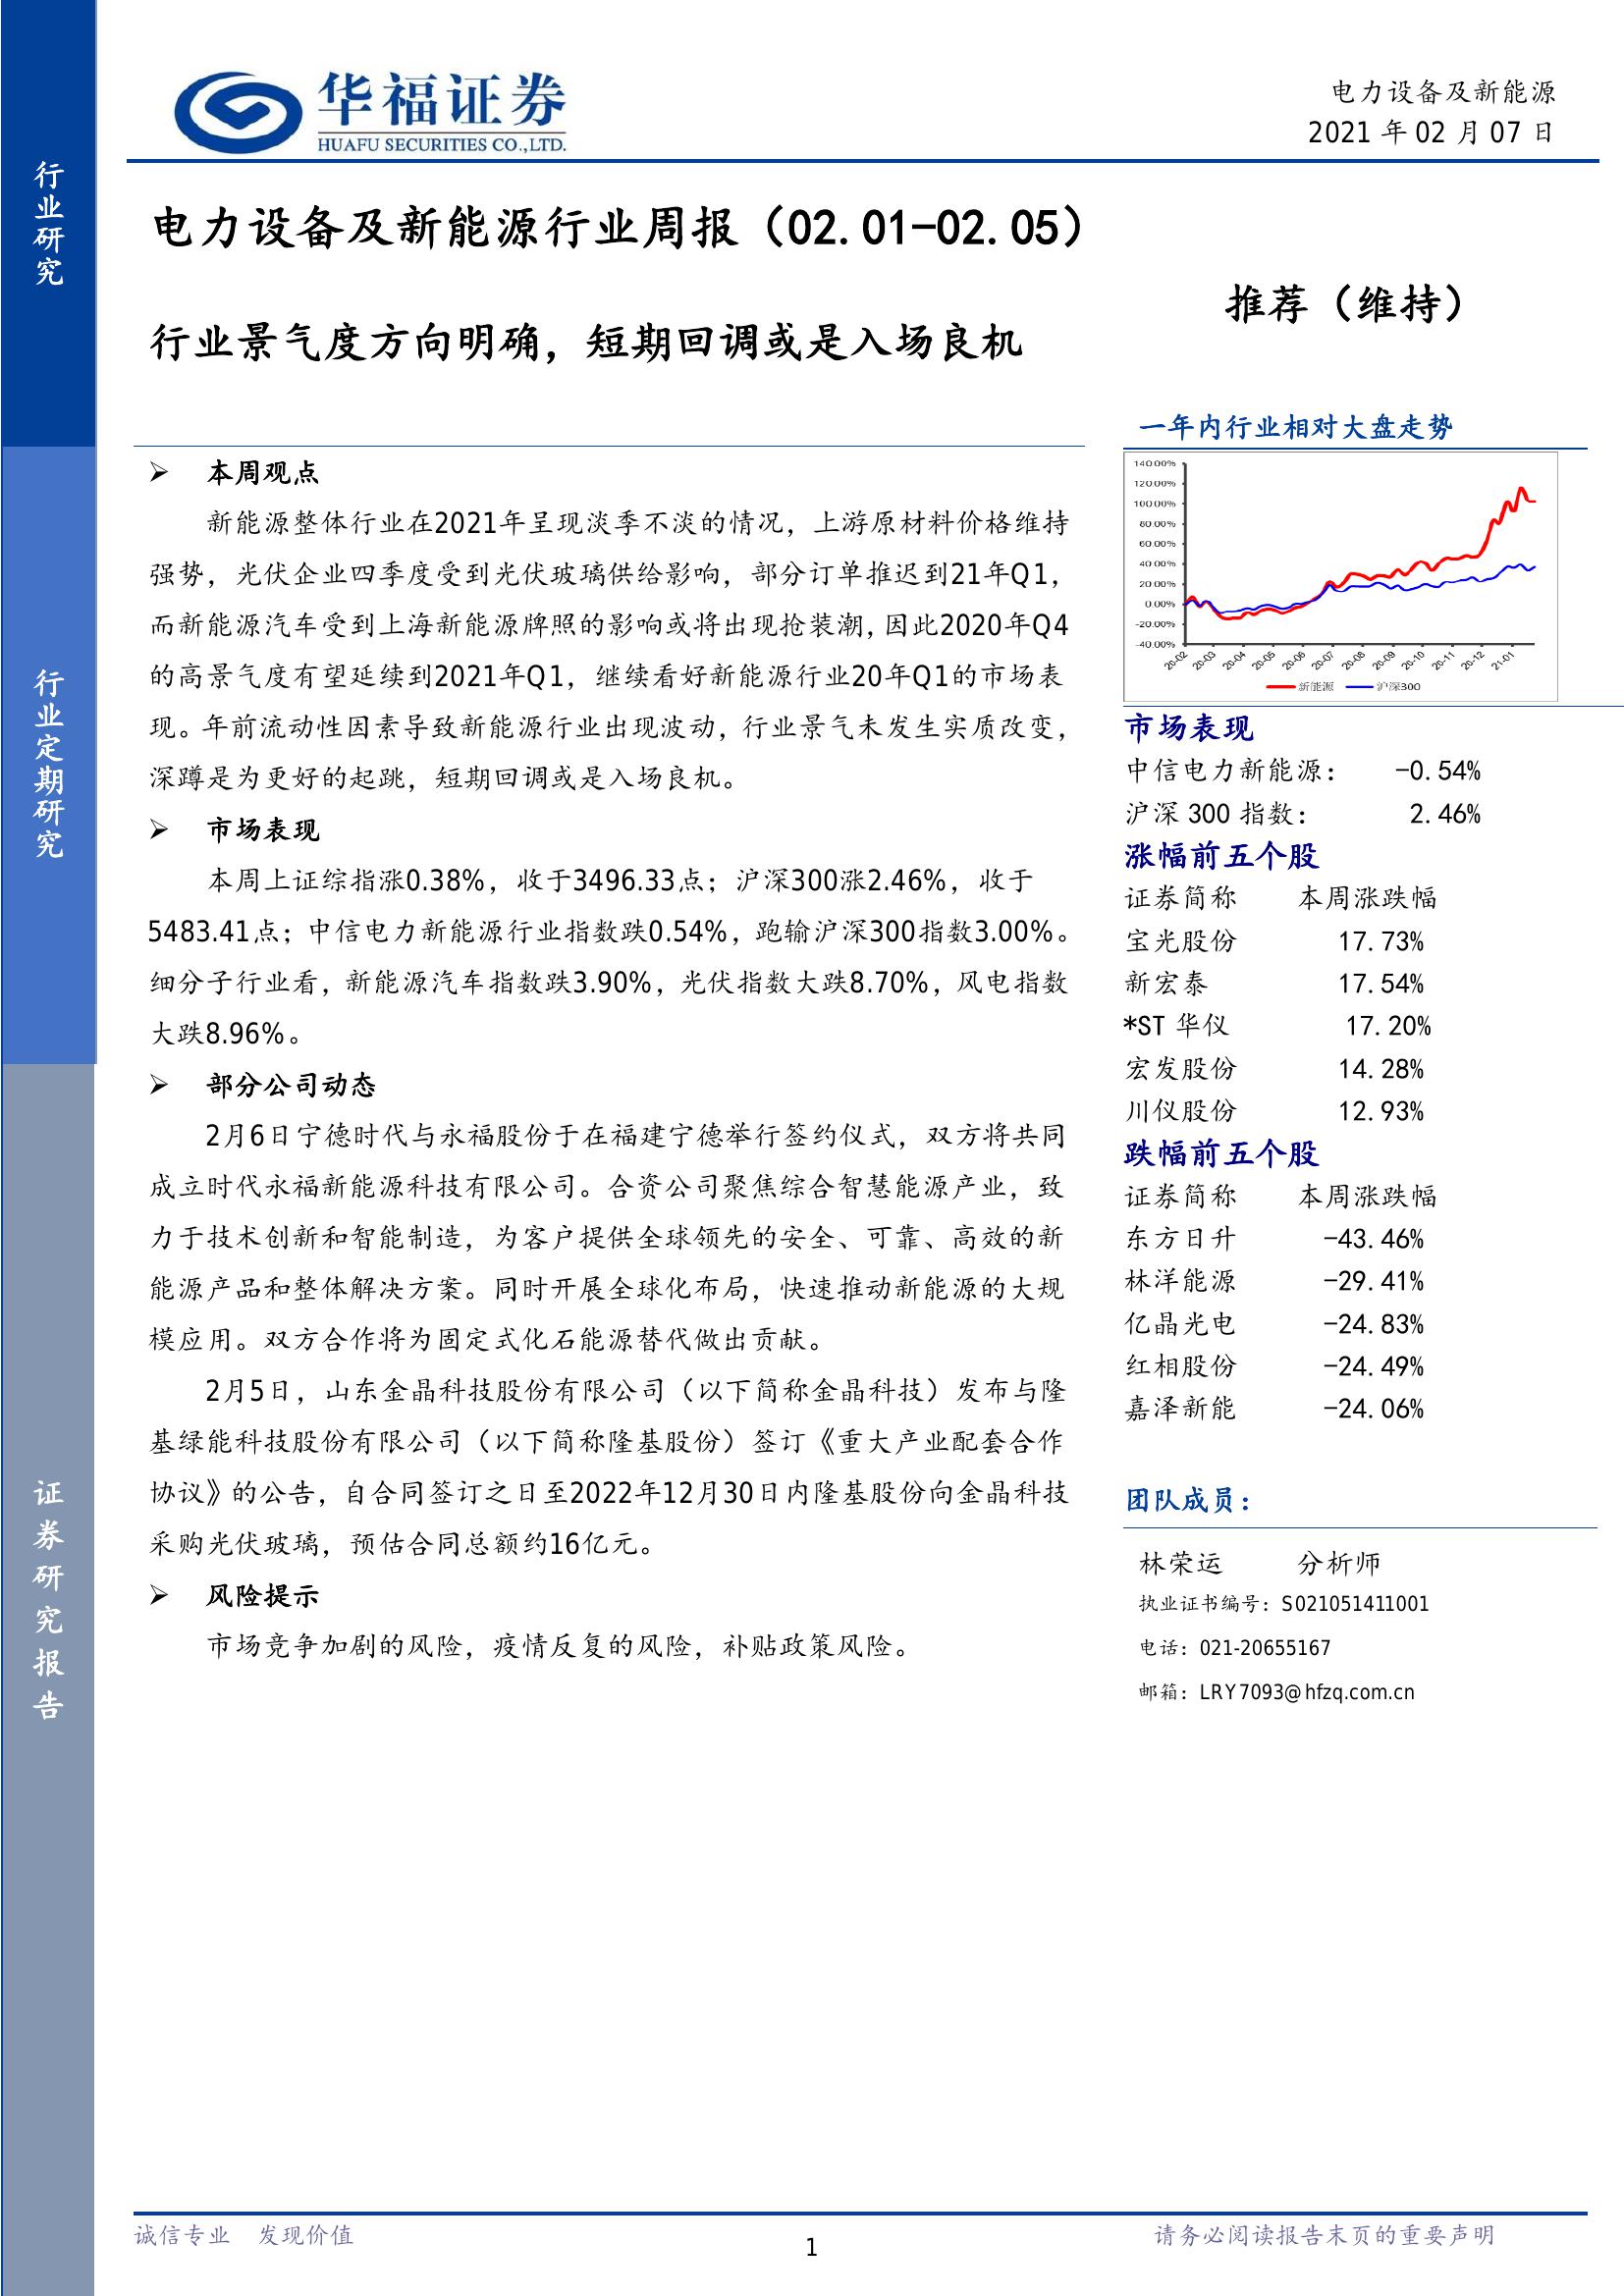 行业研究
行业定期研究
证券研究报告
华福证券
HUAFU SECURITIES CO.,LTD.
电力设备及新能源
2021 年 02 月 07 日
电力设备及新能源行业周报（02.01-02.05）
行业景气度方向明确，短期回调或是入场良机
推荐（维持）
➢ 本周观点
新能源整体行业在2021年呈现淡季不淡的情况，上游原材料价格维持
强势，光伏企业四季度受到光伏玻璃供给影响，部分订单推迟到21年Q1，
而新能源汽车受到上海新能源牌照的影响或将出现抢装潮，因此2020年Q4
的高景气度有望延续到2021年Q1，继续看好新能源行业20年Q1的市场表
现。年前流动性因素导致新能源行业出现波动，行业景气未发生实质改变，
深蹲是为更好的起跳，短期回调或是入场良机。
➢ 市场表现
本周上证综指涨0.38%，收于3496.33点；沪深300涨2.46%，收于
5483.41点；中信电力新能源行业指数跌0.54%，跑输沪深300指数3.00%。
细分子行业看，新能源汽车指数跌3.90%，光伏指数大跌8.70%，风电指数
大跌8.96%。
➢ 部分公司动态
2月6日宁德时代与永福股份于在福建宁德举行签约仪式，双方将共同
成立时代永福新能源科技有限公司。合资公司聚焦综合智慧能源产业，致
力于技术创新和智能制造，为客户提供全球领先的安全、可靠、高效的新
能源产品和整体解决方案。同时开展全球化布局，快速推动新能源的大规
模应用。双方合作将为固定式化石能源替代做出贡献。
2月5日，山东金晶科技股份有限公司（以下简称金晶科技）发布与隆
基绿能科技股份有限公司（以下简称隆基股份）签订《重大产业配套合作
协议》的公告，自合同签订之日至2022年12月30日内隆基股份向金晶科技
采购光伏玻璃，预估合同总额约16亿元。
➢ 风险提示
市场竞争加剧的风险，疫情反复的风险，补贴政策风险。
一年内行业相对大盘走势
140.00%
120.00%
100.00%
80.00%
60.00%
40.00%
20.00%
0.00%
-20.00%
-40.00%
20-02 20-03 20-04 20-05 20-06 20-07 20-08 20-09 20-10 20-11 20-12 21-01
新能源 沪深300
市场表现
中信电力新能源： -0.54%
沪深 300 指数： 2.46%
涨幅前五个股
证券简称 本周涨跌幅
宝光股份 17.73%
新宏泰 17.54%
*ST 华仪 17.20%
宏发股份 14.28%
川仪股份 12.93%
跌幅前五个股
证券简称 本周涨跌幅
东方日升 -43.46%
林洋能源 -29.41%
亿晶光电 -24.83%
红相股份 -24.49%
嘉泽新能 -24.06%
团队成员：
林荣运 分析师
执业证书编号：S021051411001
电话：021-20655167
邮箱：LRY7093@hfzq.com.cn
诚信专业 发现价值
1
请务必阅读报告末页的重要声明